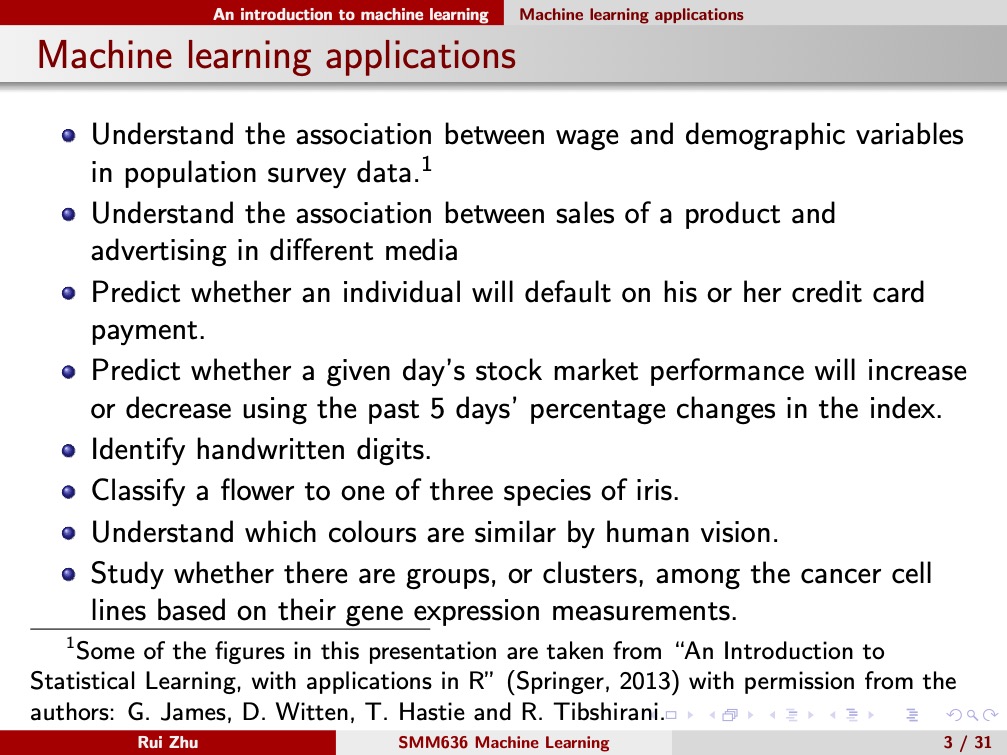 An introduction to machine learning Machine learning applications
Machine learning applications
Understand the association between wage and demographic variables
in population survey data.¹
Understand the association between sales of a product and
advertising in different media
Predict whether an individual will default on his or her credit card
payment.
Predict whether a given day's stock market performance will increase
or decrease using the past 5 days' percentage changes in the index.
Identify handwritten digits.
Classify a flower to one of three species of iris.
Understand which colours are similar by human vision.
Study whether there are groups, or clusters, among the cancer cell
lines based on their gene expression measurements.
¹Some of the figures in this presentation are taken from “An Introduction to
Statistical Learning, with applications in R” (Springer, 2013) with permission from the
authors: G. James, D. Witten, T. Hastie and R. Tibshirani.
Rui Zhu SMM636 Machine Learning 3 / 31